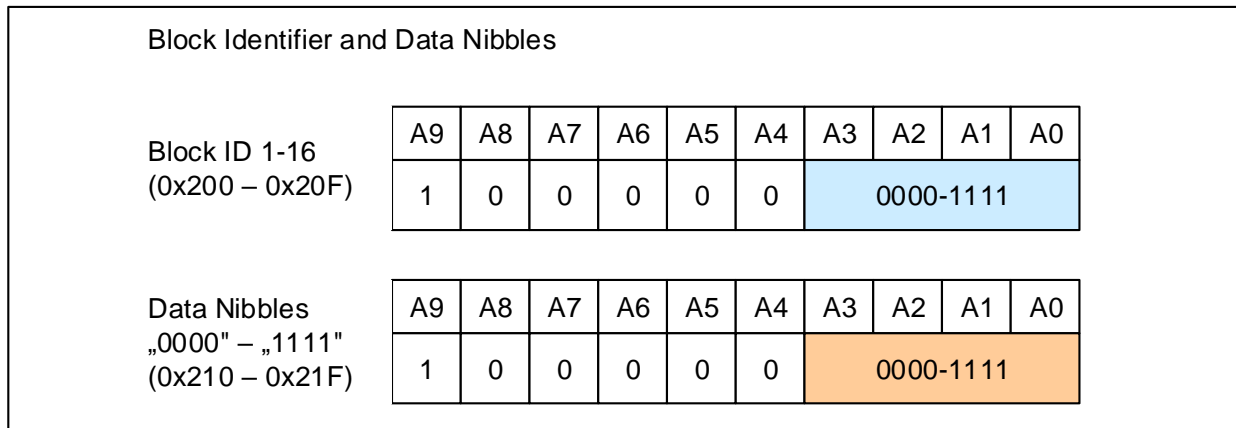 Block Identifier and Data Nibbles
Block ID 1-16
(0x200 – 0x20F)
A9 A8 A7 A6 A5 A4 A3 A2 A1 A0
1 0 0 0 0 0 0000-1111
Data Nibbles
„0000" – „1111"
(0x210 – 0x21F)
A9 A8 A7 A6 A5 A4 A3 A2 A1 A0
1 0 0 0 0 0 0000-1111